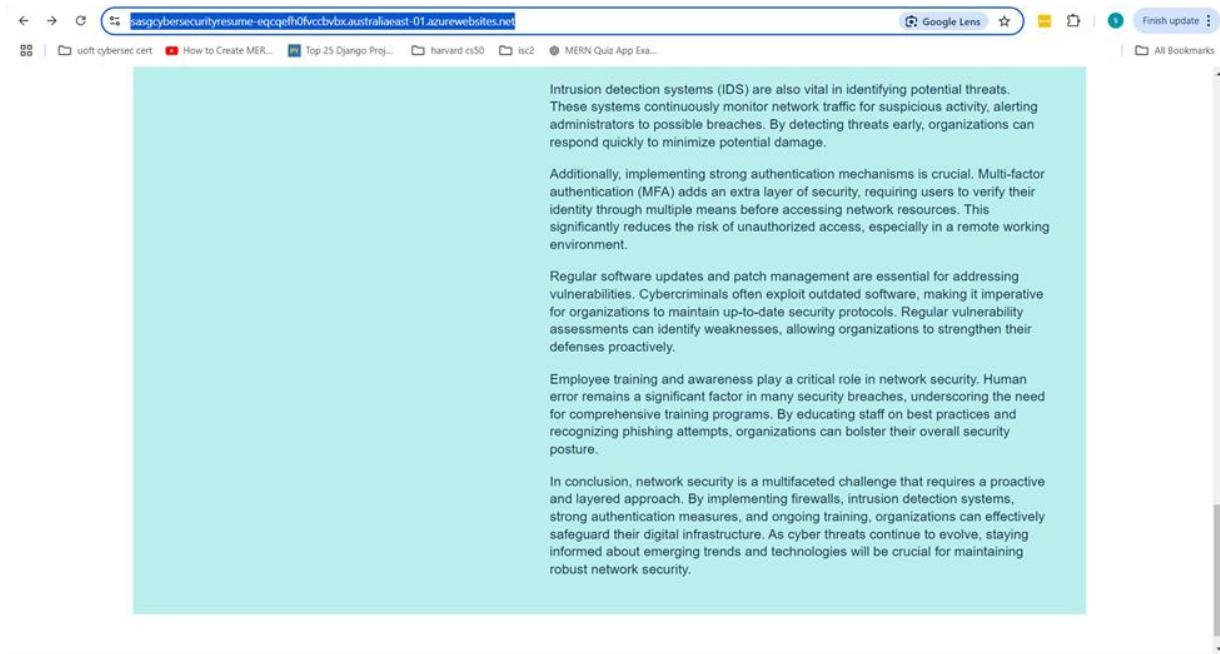 sasgcybersecurityresume-eqcqefh0fvccbvbx.australiaeast-01.azurewebsites.net
Google Lens
Finish update
uoft cybersec cert
How to Create MER...
Top 25 Django Proj...
harvard cs50
isc2
MERN Quiz App Exa...
All Bookmarks
Intrusion detection systems (IDS) are also vital in identifying potential threats.
These systems continuously monitor network traffic for suspicious activity, alerting
administrators to possible breaches. By detecting threats early, organizations can
respond quickly to minimize potential damage.
Additionally, implementing strong authentication mechanisms is crucial. Multi-factor
authentication (MFA) adds an extra layer of security, requiring users to verify their
identity through multiple means before accessing network resources. This
significantly reduces the risk of unauthorized access, especially in a remote working
environment.
Regular software updates and patch management are essential for addressing
vulnerabilities. Cybercriminals often exploit outdated software, making it imperative
for organizations to maintain up-to-date security protocols. Regular vulnerability
assessments can identify weaknesses, allowing organizations to strengthen their
defenses proactively.
Employee training and awareness play a critical role in network security. Human
error remains a significant factor in many security breaches, underscoring the need
for comprehensive training programs. By educating staff on best practices and
recognizing phishing attempts, organizations can bolster their overall security
posture.
In conclusion, network security is a multifaceted challenge that requires a proactive
and layered approach. By implementing firewalls, intrusion detection systems,
strong authentication measures, and ongoing training, organizations can effectively
safeguard their digital infrastructure. As cyber threats continue to evolve, staying
informed about emerging trends and technologies will be crucial for maintaining
robust network security.